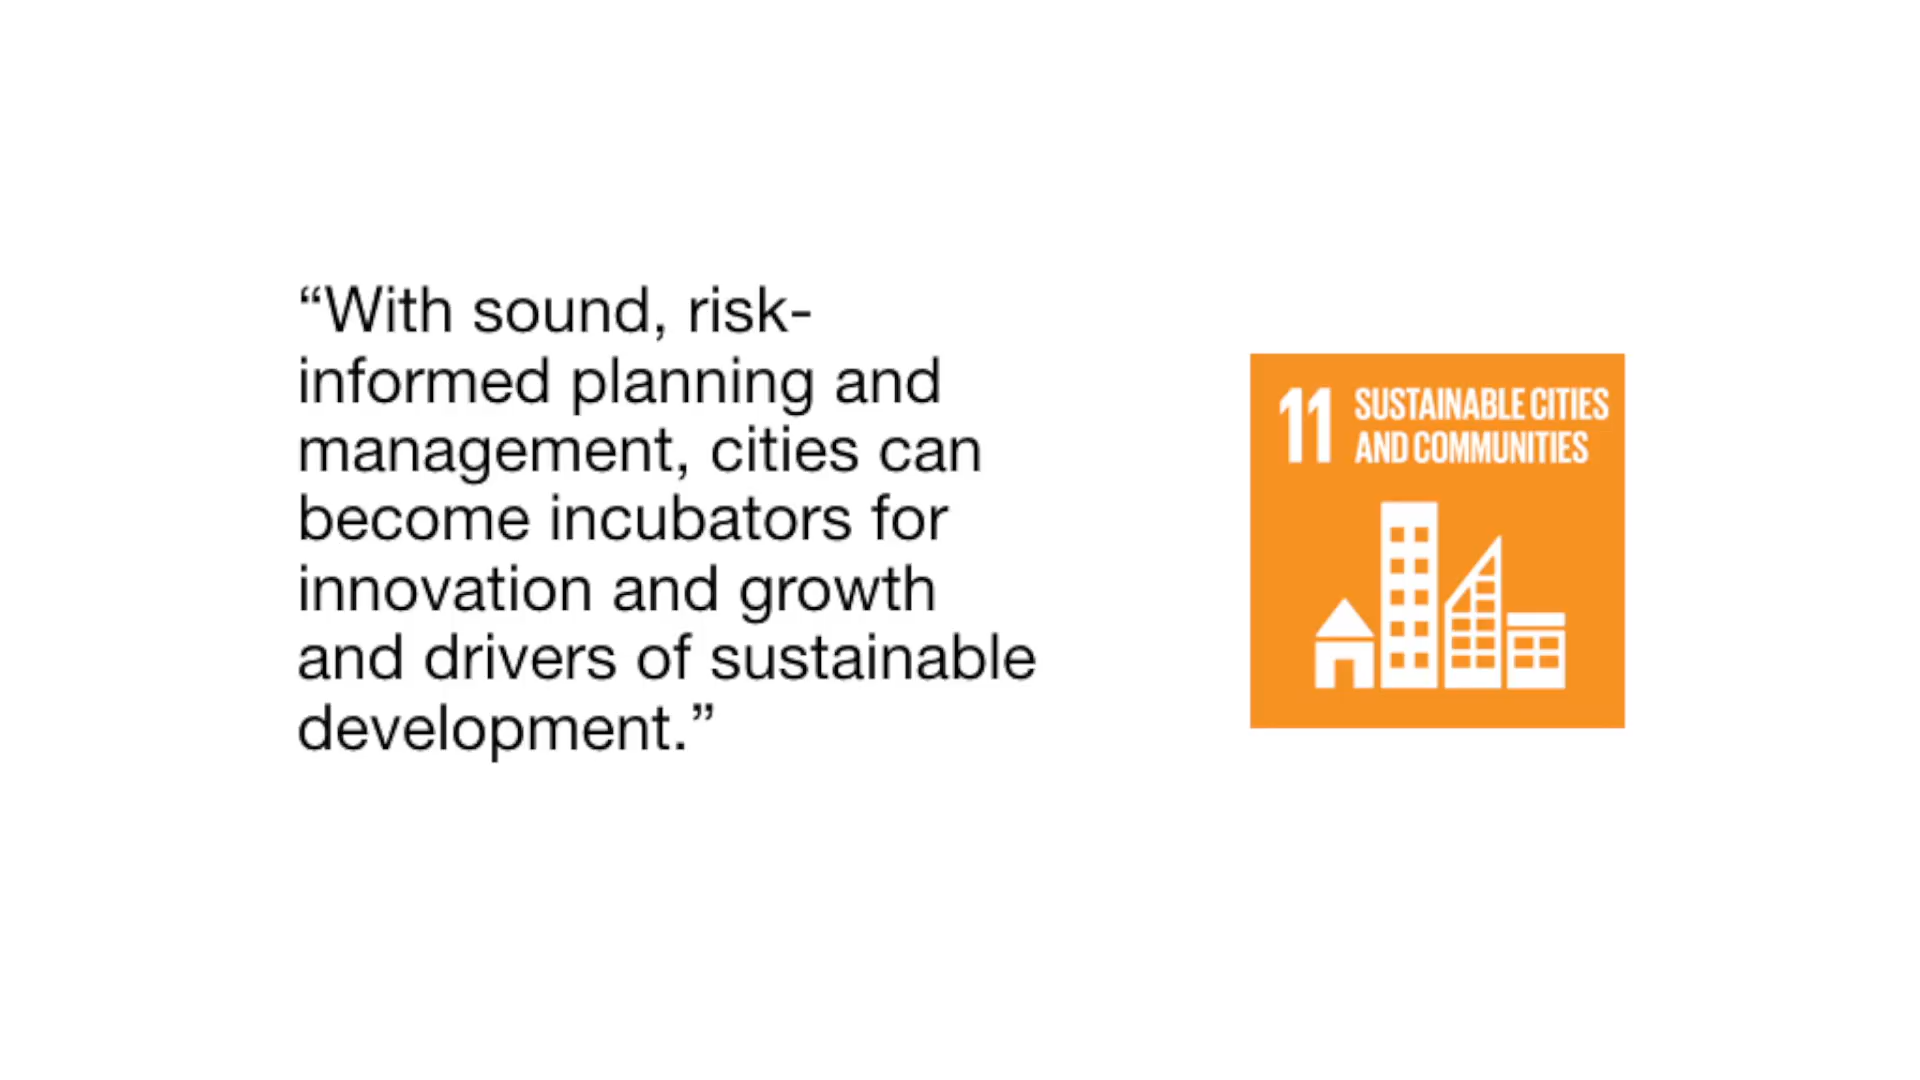 “With sound, risk-
informed planning and
management, cities can
become incubators for
innovation and growth
and drivers of sustainable
development.”
11 SUSTAINABLE CITIES
AND COMMUNITIES